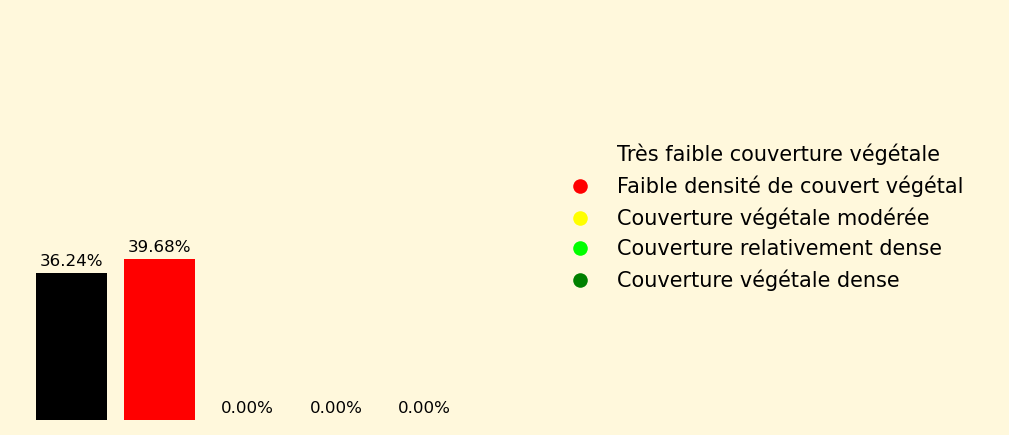 36.24%
39.68%
0.00%
0.00%
0.00%
Très faible couverture végétale
Faible densité de couvert végétal
Couverture végétale modérée
Couverture relativement dense
Couverture végétale dense